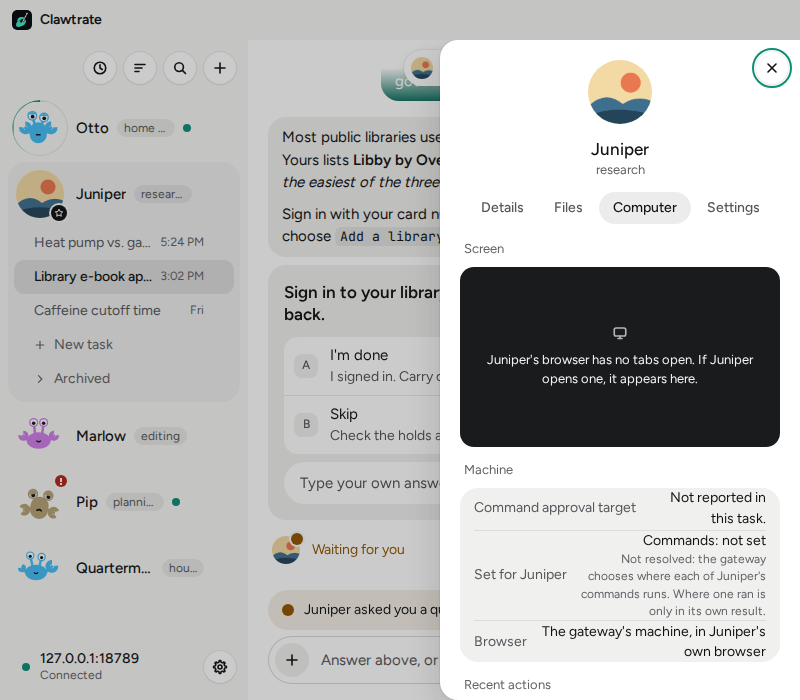 Clawtrate
Otto home ...
Juniper resear...
Heat pump vs. ga... 5:24 PM
Library e-book ap... 3:02 PM
Caffeine cutoff time Fri
New task
Archived
Marlow editing
Pip planni...
Quarterm... hou...
127.0.0.1:18789
Connected
go
Most public libraries use
Yours lists Libby by Ove
the easiest of the three
Sign in with your card n
choose Add a library
Sign in to your librar
back.
A I'm done
I signed in. Carry o
B Skip
Check the holds a
Type your own answ
Waiting for you
Juniper asked you a qu
Answer above, or
Juniper
research
Details Files Computer Settings
Screen
Juniper's browser has no tabs open. If Juniper
opens one, it appears here.
Machine
Command approval target Not reported in
this task.
Set for Juniper Commands: not set
Not resolved: the gateway
chooses where each of Juniper's
commands runs. Where one ran is
only in its own result.
Browser The gateway's machine, in Juniper's
own browser
Recent actions